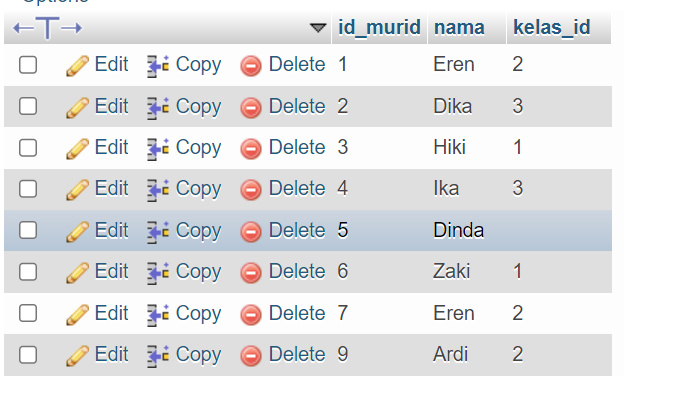 Options
id_murid nama kelas_id
Edit Copy Delete 1 Eren 2
Edit Copy Delete 2 Dika 3
Edit Copy Delete 3 Hiki 1
Edit Copy Delete 4 Ika 3
Edit Copy Delete 5 Dinda
Edit Copy Delete 6 Zaki 1
Edit Copy Delete 7 Eren 2
Edit Copy Delete 9 Ardi 2